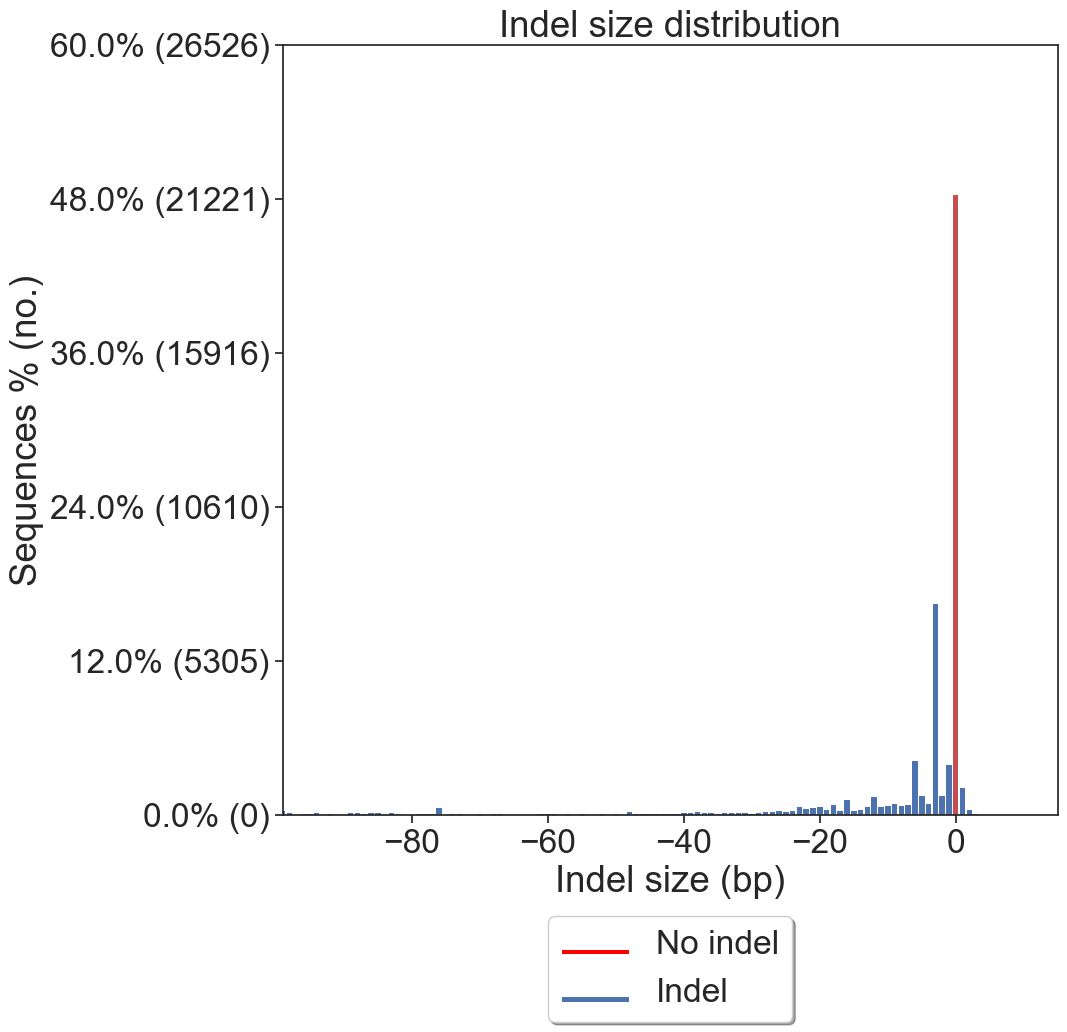 Indel size distribution
60.0% (26526)
48.0% (21221)
36.0% (15916)
24.0% (10610)
12.0% (5305)
0.0% (0)
Sequences % (no.)
−80 −60 −40 −20 0
Indel size (bp)
No indel
Indel